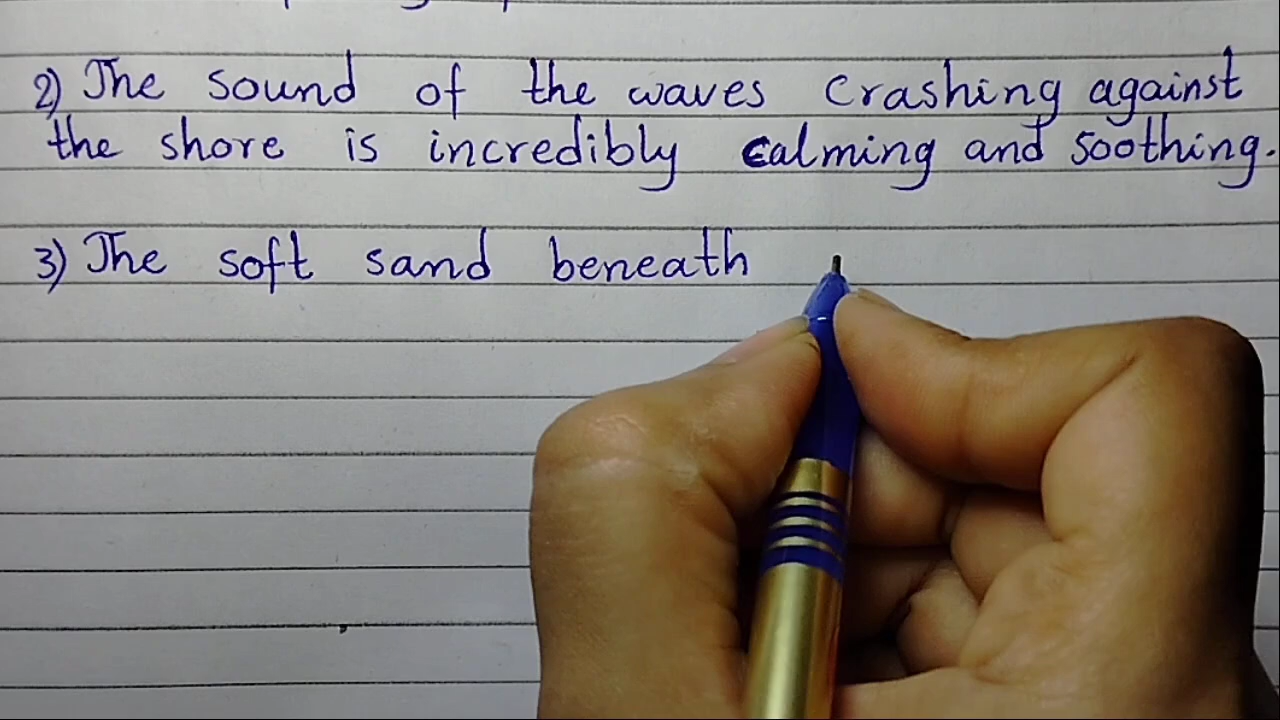 2) The sound of the waves crashing against
the shore is incredibly calming and soothing.
3) The soft sand beneath